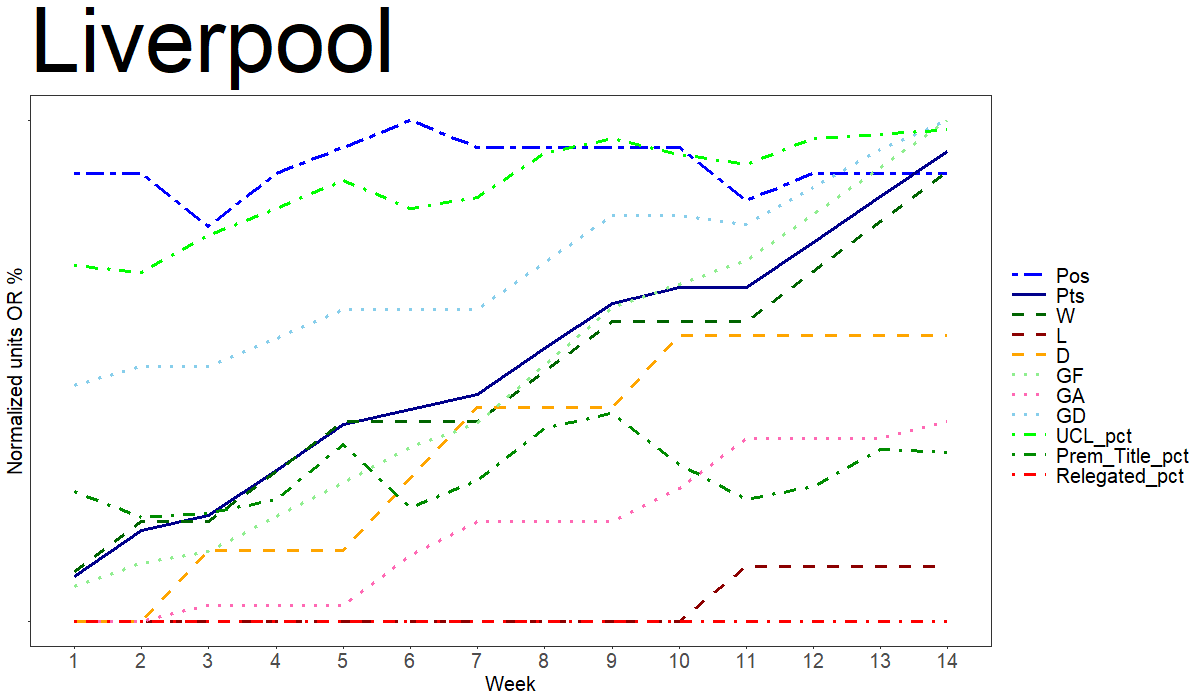 Liverpool
Normalized units OR %
1 2 3 4 5 6 7 8 9 10 11 12 13 14
Week
Pos
Pts
W
L
D
GF
GA
GD
UCL_pct
Prem_Title_pct
Relegated_pct